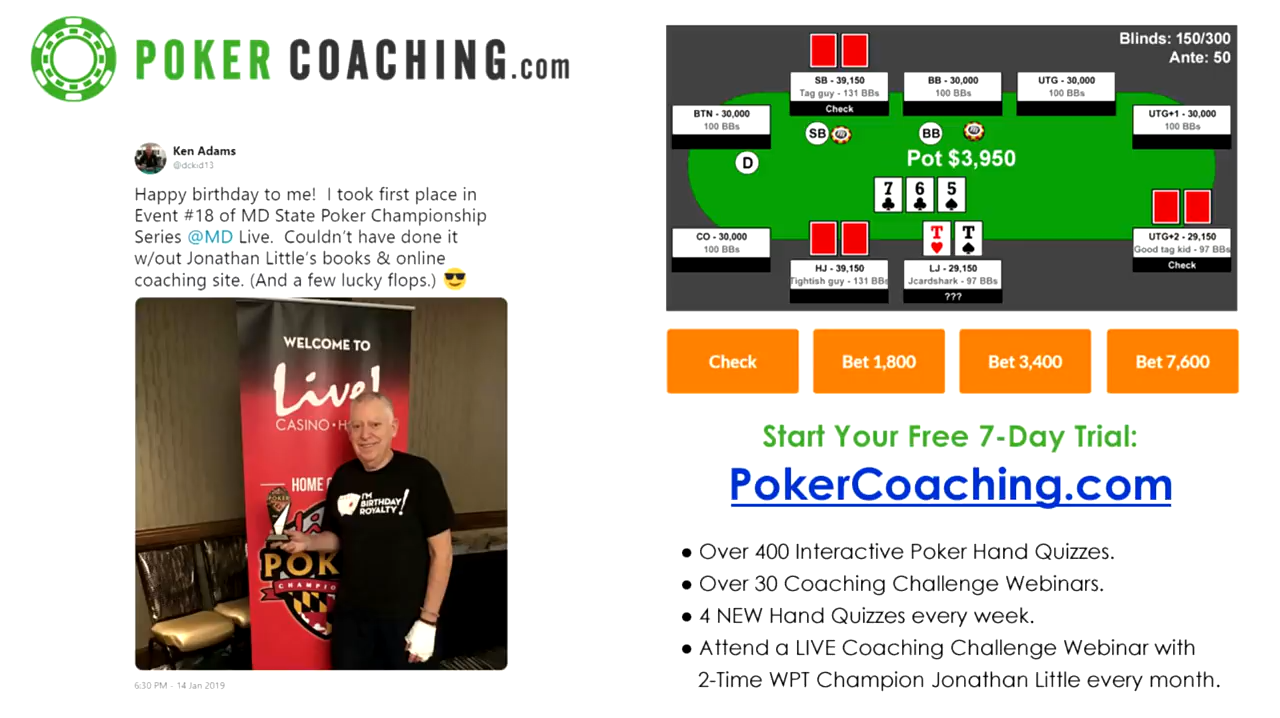 POKER COACHING.com
Ken Adams
@dckid13
Happy birthday to me! I took first place in
Event #18 of MD State Poker Championship
Series @MD Live. Couldn't have done it
w/out Jonathan Little's books & online
coaching site. (And a few lucky flops.) 😎
WELCOME TO
Live!
CASINO • H
HOME
POKER
I'M
BIRTHDAY
ROYALTY!
POK
CHAMPIO
6:30 PM - 14 Jan 2019
Blinds: 150/300
Ante: 50
SB - 39,150
Tag guy - 131 BBs
Check
BB - 30,000
100 BBs
UTG - 30,000
100 BBs
BTN - 30,000
100 BBs
UTG+1 - 30,000
100 BBs
SB
BB
D
Pot $3,950
7 6 5
CO - 30,000
100 BBs
T T
UTG+2 - 29,150
Good tag kid - 97 BBs
Check
HJ - 39,150
Tightish guy - 131 BBs
LJ - 29,150
Jcardshark - 97 BBs
???
Check
Bet 1,800
Bet 3,400
Bet 7,600
Start Your Free 7-Day Trial:
PokerCoaching.com
● Over 400 Interactive Poker Hand Quizzes.
● Over 30 Coaching Challenge Webinars.
● 4 NEW Hand Quizzes every week.
● Attend a LIVE Coaching Challenge Webinar with
2-Time WPT Champion Jonathan Little every month.